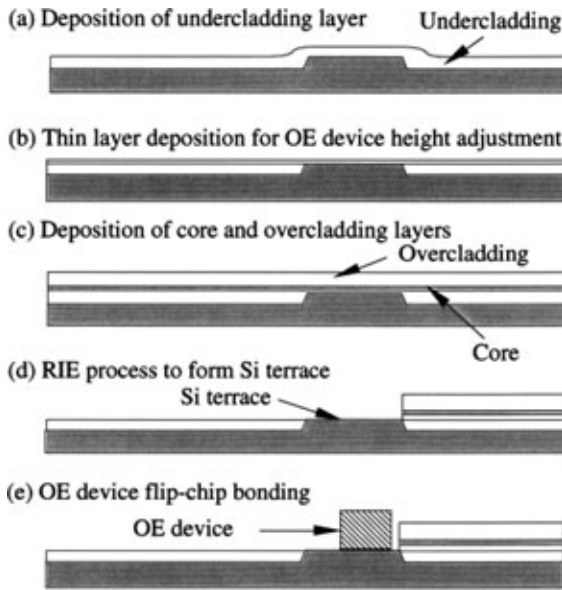 (a) Deposition of undercladding layer
Undercladding
(b) Thin layer deposition for OE device height adjustment
(c) Deposition of core and overcladding layers
Overcladding
Core
(d) RIE process to form Si terrace
Si terrace
(e) OE device flip-chip bonding
OE device